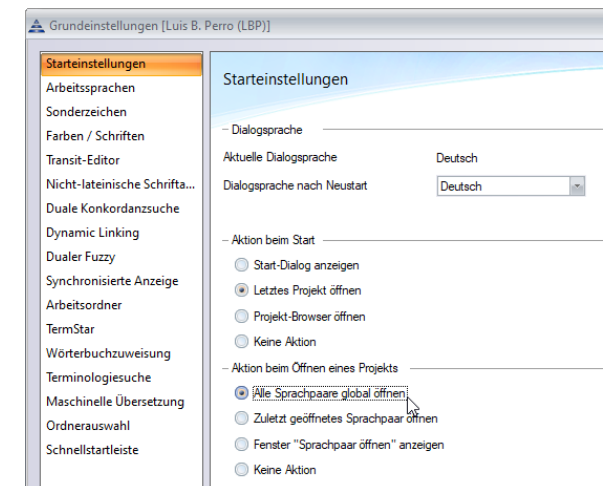 Grundeinstellungen [Luis B. Perro (LBP)]
Starteinstellungen
Arbeitssprachen
Sonderzeichen
Farben / Schriften
Transit-Editor
Nicht-lateinische Schrifta...
Duale Konkordanzsuche
Dynamic Linking
Dualer Fuzzy
Synchronisierte Anzeige
Arbeitsordner
TermStar
Wörterbuchzuweisung
Terminologiesuche
Maschinelle Übersetzung
Ordnerauswahl
Schnellstartleiste
Starteinstellungen
Dialogsprache
Aktuelle Dialogsprache Deutsch
Dialogsprache nach Neustart Deutsch
Aktion beim Start
Start-Dialog anzeigen
Letztes Projekt öffnen
Projekt-Browser öffnen
Keine Aktion
Aktion beim Öffnen eines Projekts
Alle Sprachpaare global öffnen
Zuletzt geöffnetes Sprachpaar öffnen
Fenster "Sprachpaar öffnen" anzeigen
Keine Aktion